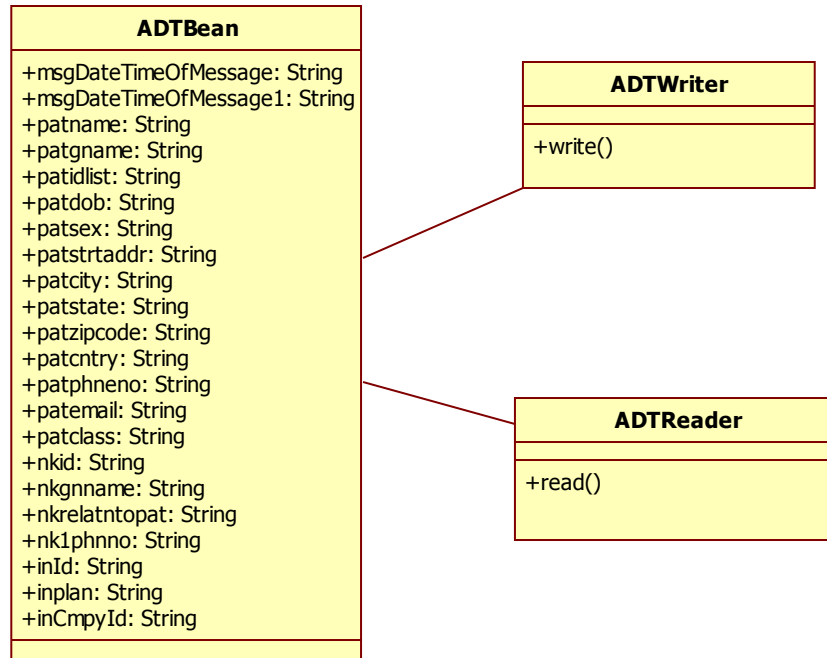 ADTBean
+msgDateTimeOfMessage: String
+msgDateTimeOfMessage1: String
+patname: String
+patgname: String
+patidlist: String
+patdob: String
+patsex: String
+patstrtaddr: String
+patcity: String
+patstate: String
+patzipcode: String
+patcntry: String
+patphneno: String
+patemail: String
+patclass: String
+nkid: String
+nkgnname: String
+nkrelatntopat: String
+nk1phnno: String
+inId: String
+inplan: String
+inCmpyId: String
ADTWriter
+write()
ADTReader
+read()